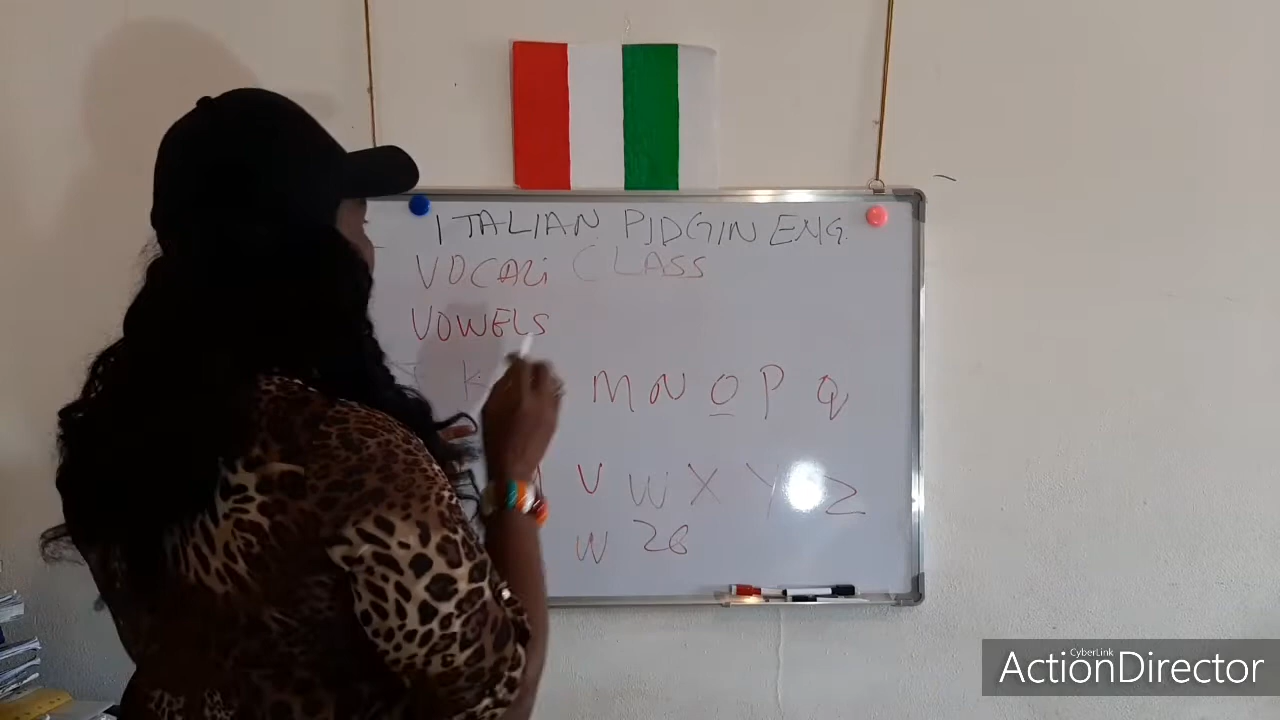 ITALIAN PIDGIN ENG.
VOCALi CLASS
VOWELS
K M N O P Q
V W X Y Z
W 26
CyberLink
ActionDirector